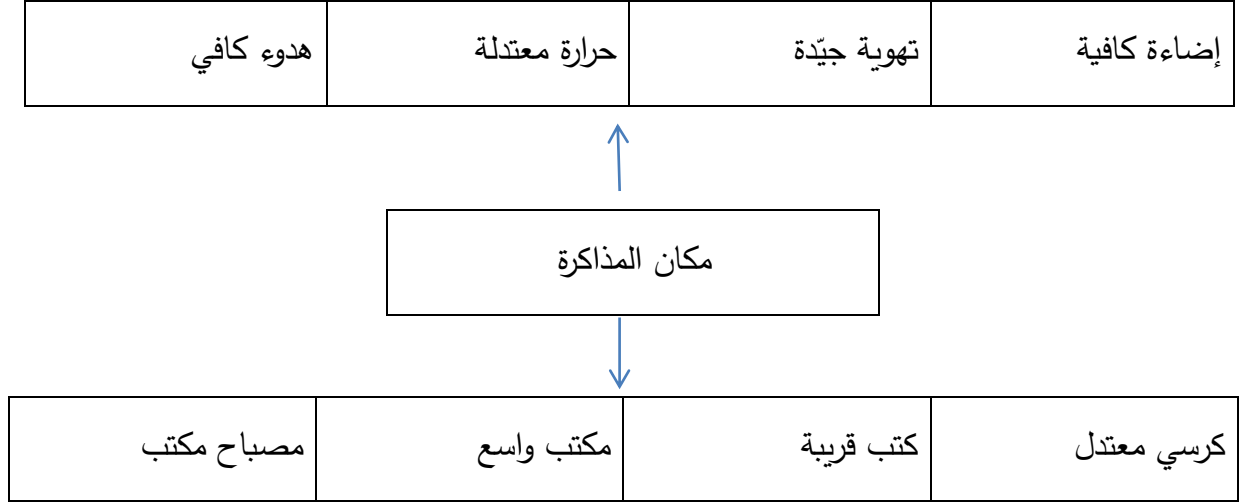 إضاءة كافية تهوية جيّدة حرارة معتدلة هدوء كافي
مكان المذاكرة
كرسي معتدل كتب قريبة مكتب واسع مصباح مكتب